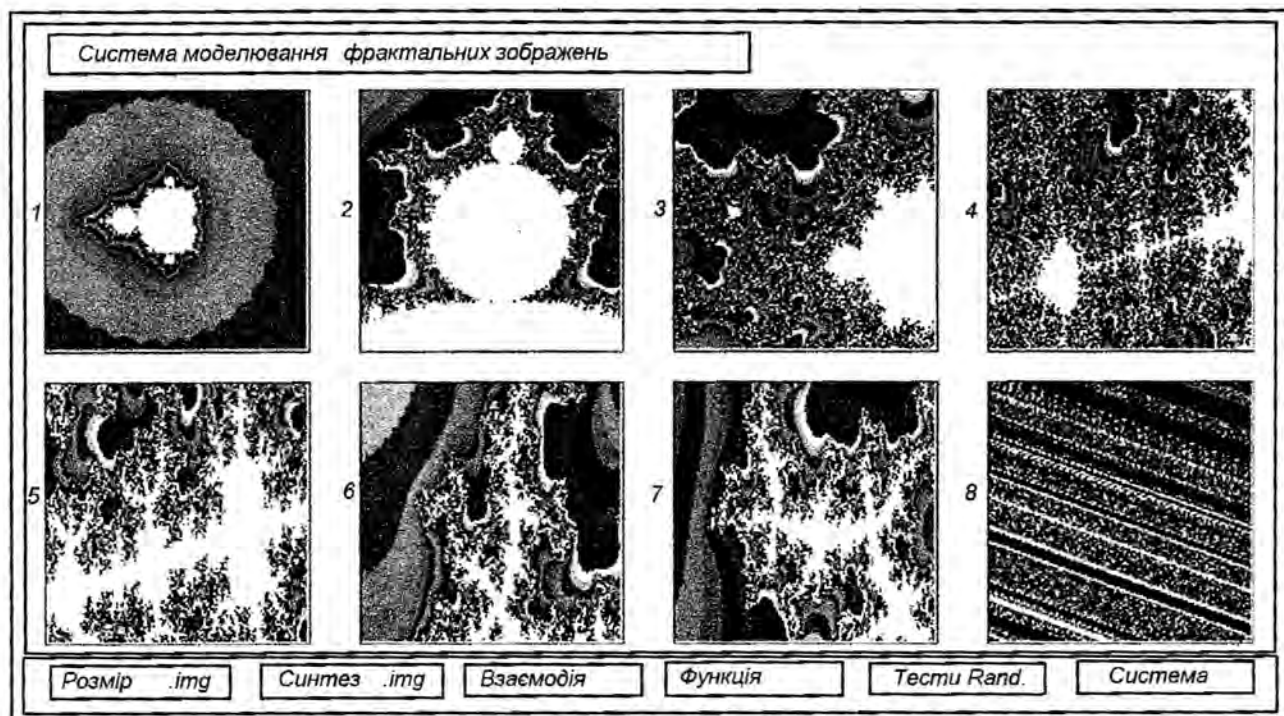 Система моделювання фрактальних зображень
1
2
3
4
5
6
7
8
Розмір .img
Синтез .img
Взаємодія
Функція
Тести Rand.
Система